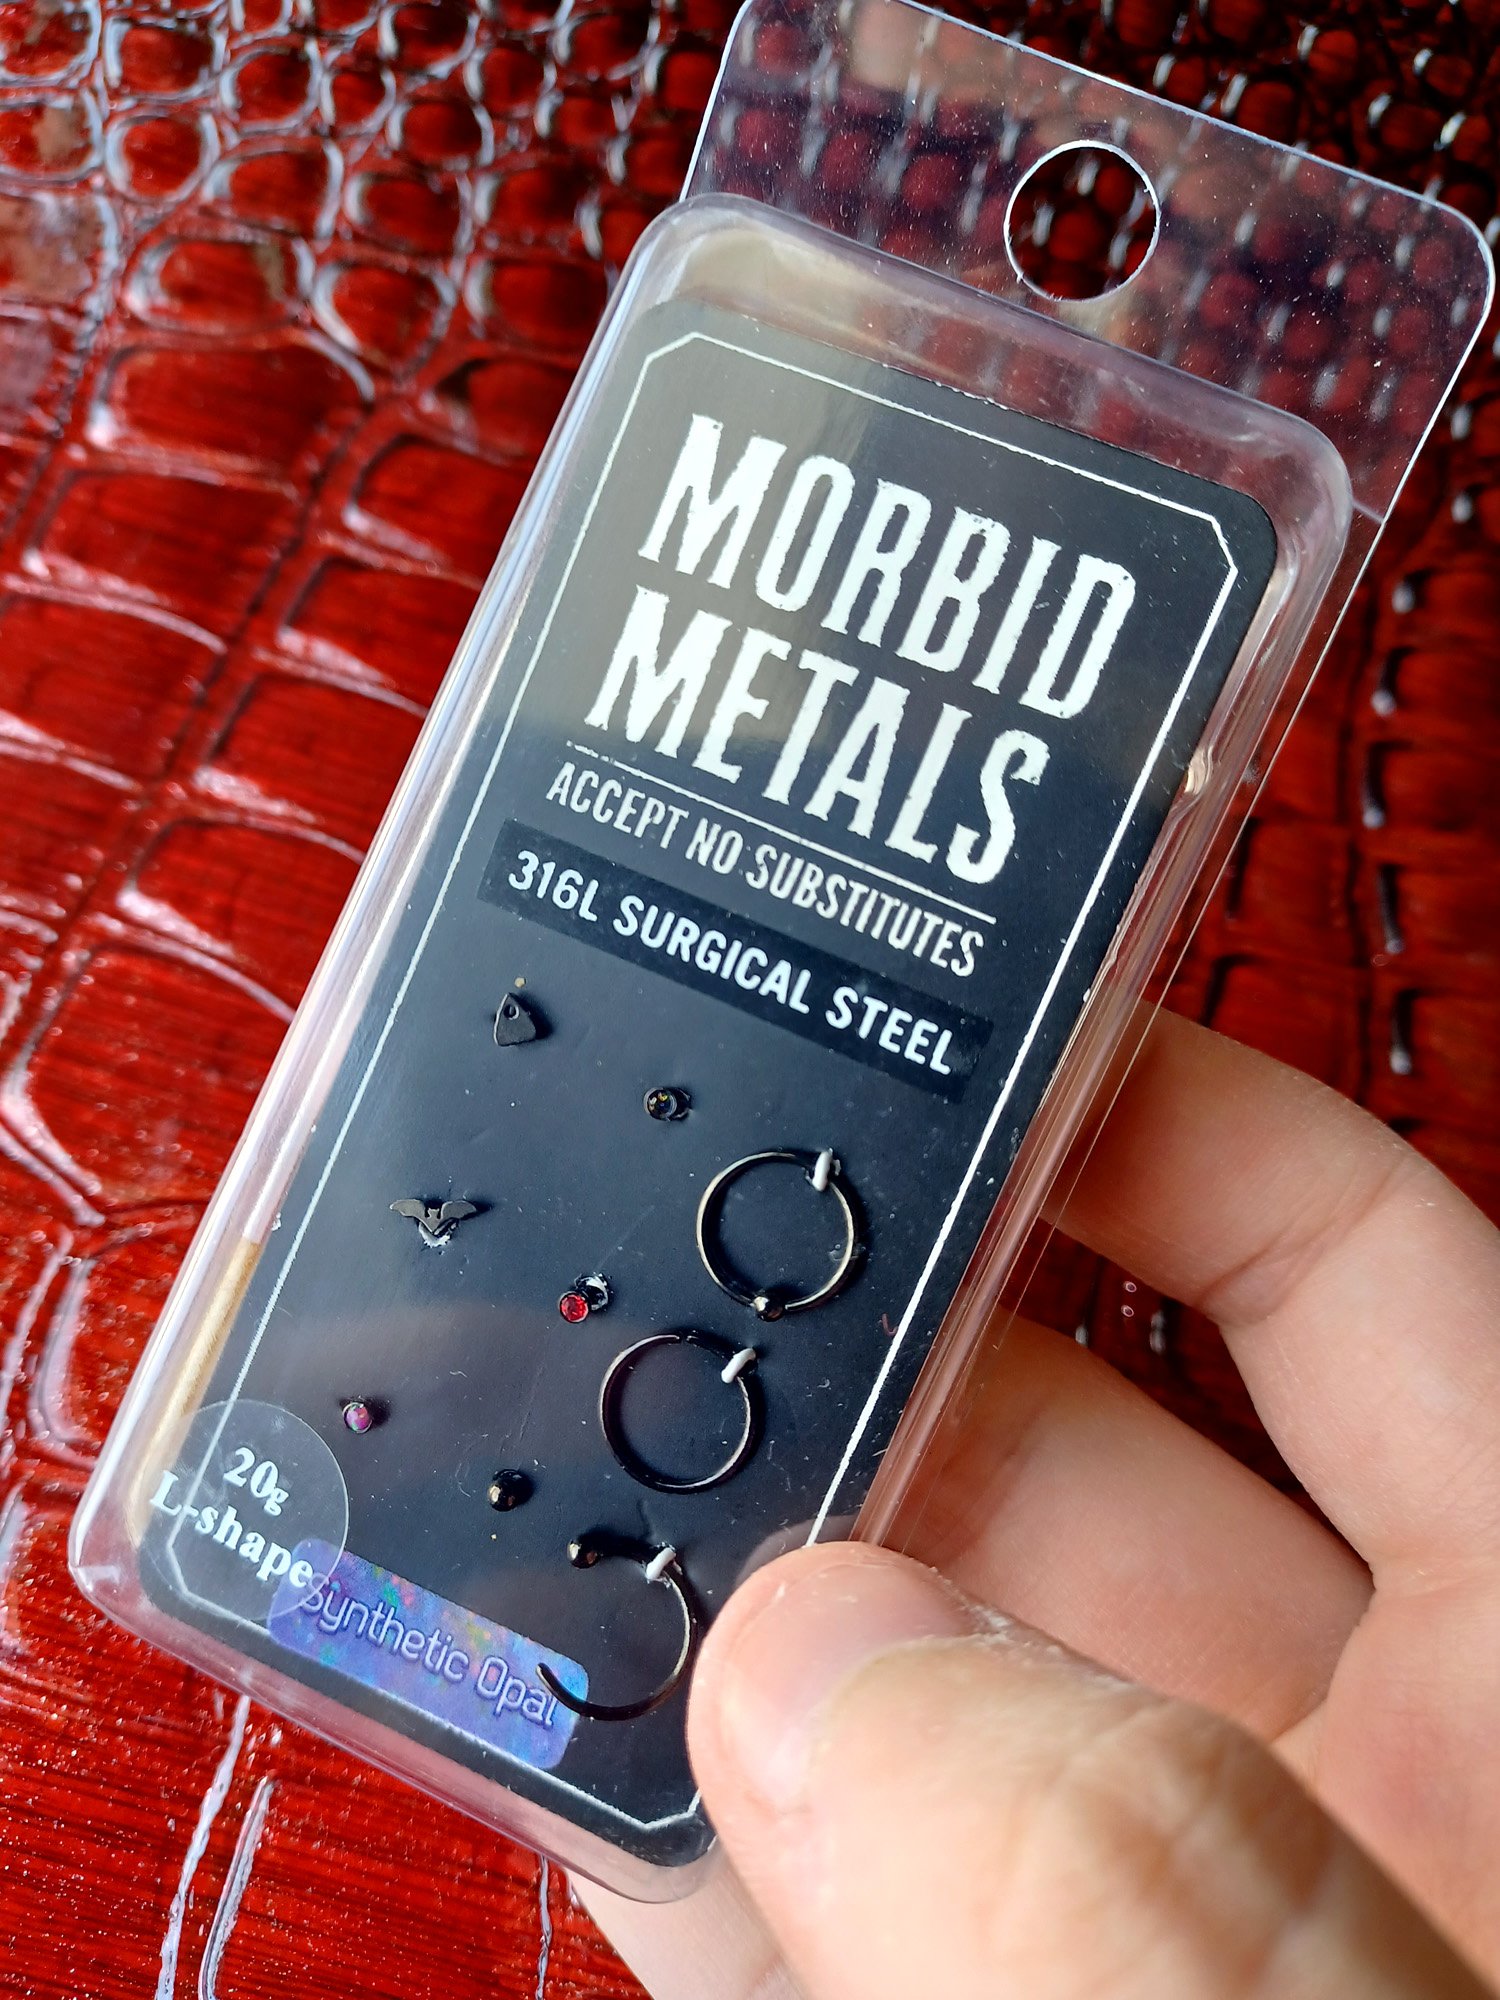 MORBID
METALS
ACCEPT NO SUBSTITUTES
316L SURGICAL STEEL
20g
L-shape
Synthetic Opal